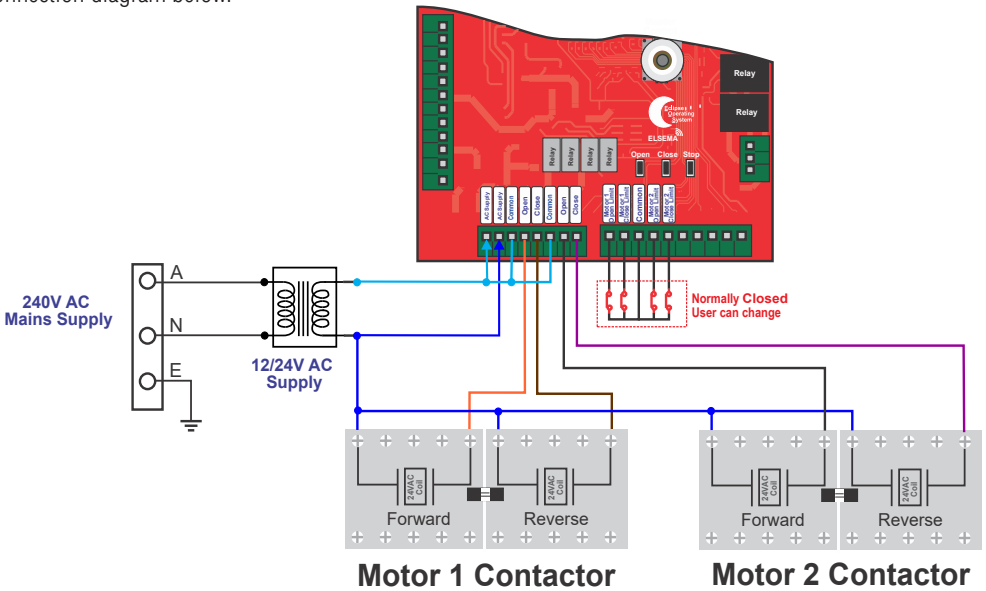 onnection diagram below.
Relay
Relay
Eclipse
Operating
System
ELSEMA
Relay
Relay
Relay
Relay
Open Close Stop
AC Supply
AC Supply
Common
Open
Close
Common
Open
Close
Motor 1
Open Limit
Motor 1
Close Limit
Common
Motor 2
Open Limit
Motor 2
Close Limit
A
240V AC
Mains Supply
N
E
12/24V AC
Supply
Normally Closed
User can change
24VAC
Coil
Forward
24VAC
Coil
Reverse
24VAC
Coil
Forward
24VAC
Coil
Reverse
Motor 1 Contactor
Motor 2 Contactor